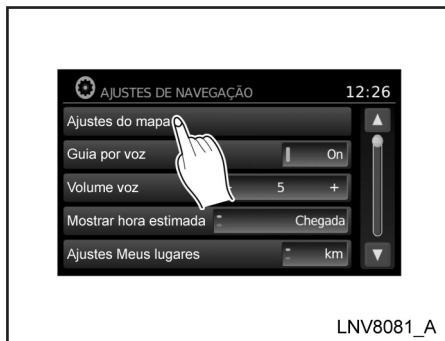 AJUSTES DE NAVEGAÇÃO 12:26
Ajustes do mapa
Guia por voz On
Volume voz - 5 +
Mostrar hora estimada Chegada
Ajustes Meus lugares km
LNV8081_A